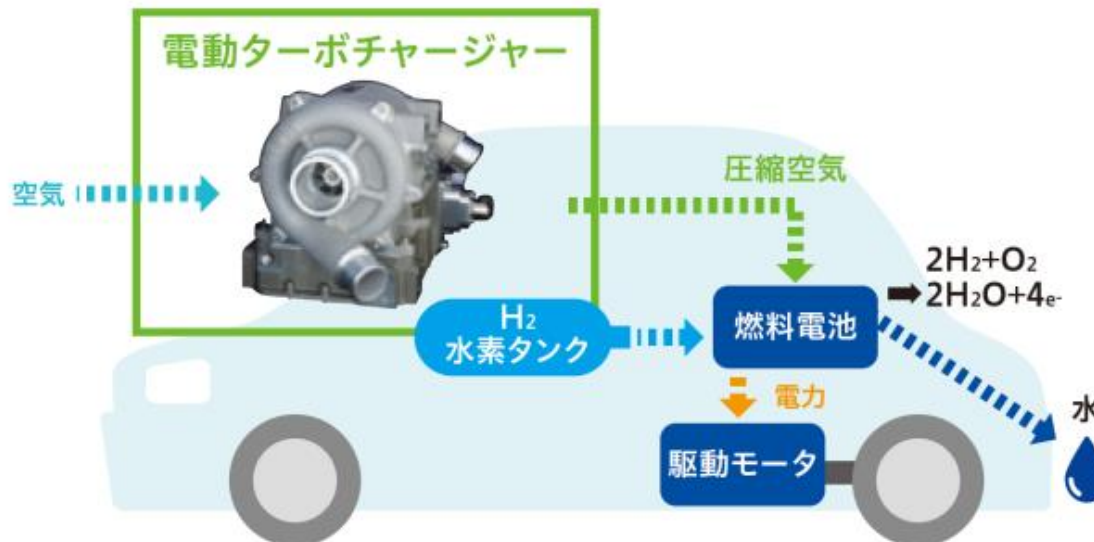 電動ターボチャージャー
空気
圧縮空気
2H₂+O₂
2H₂O+4e-
H₂
水素タンク
燃料電池
電力
水
駆動モータ